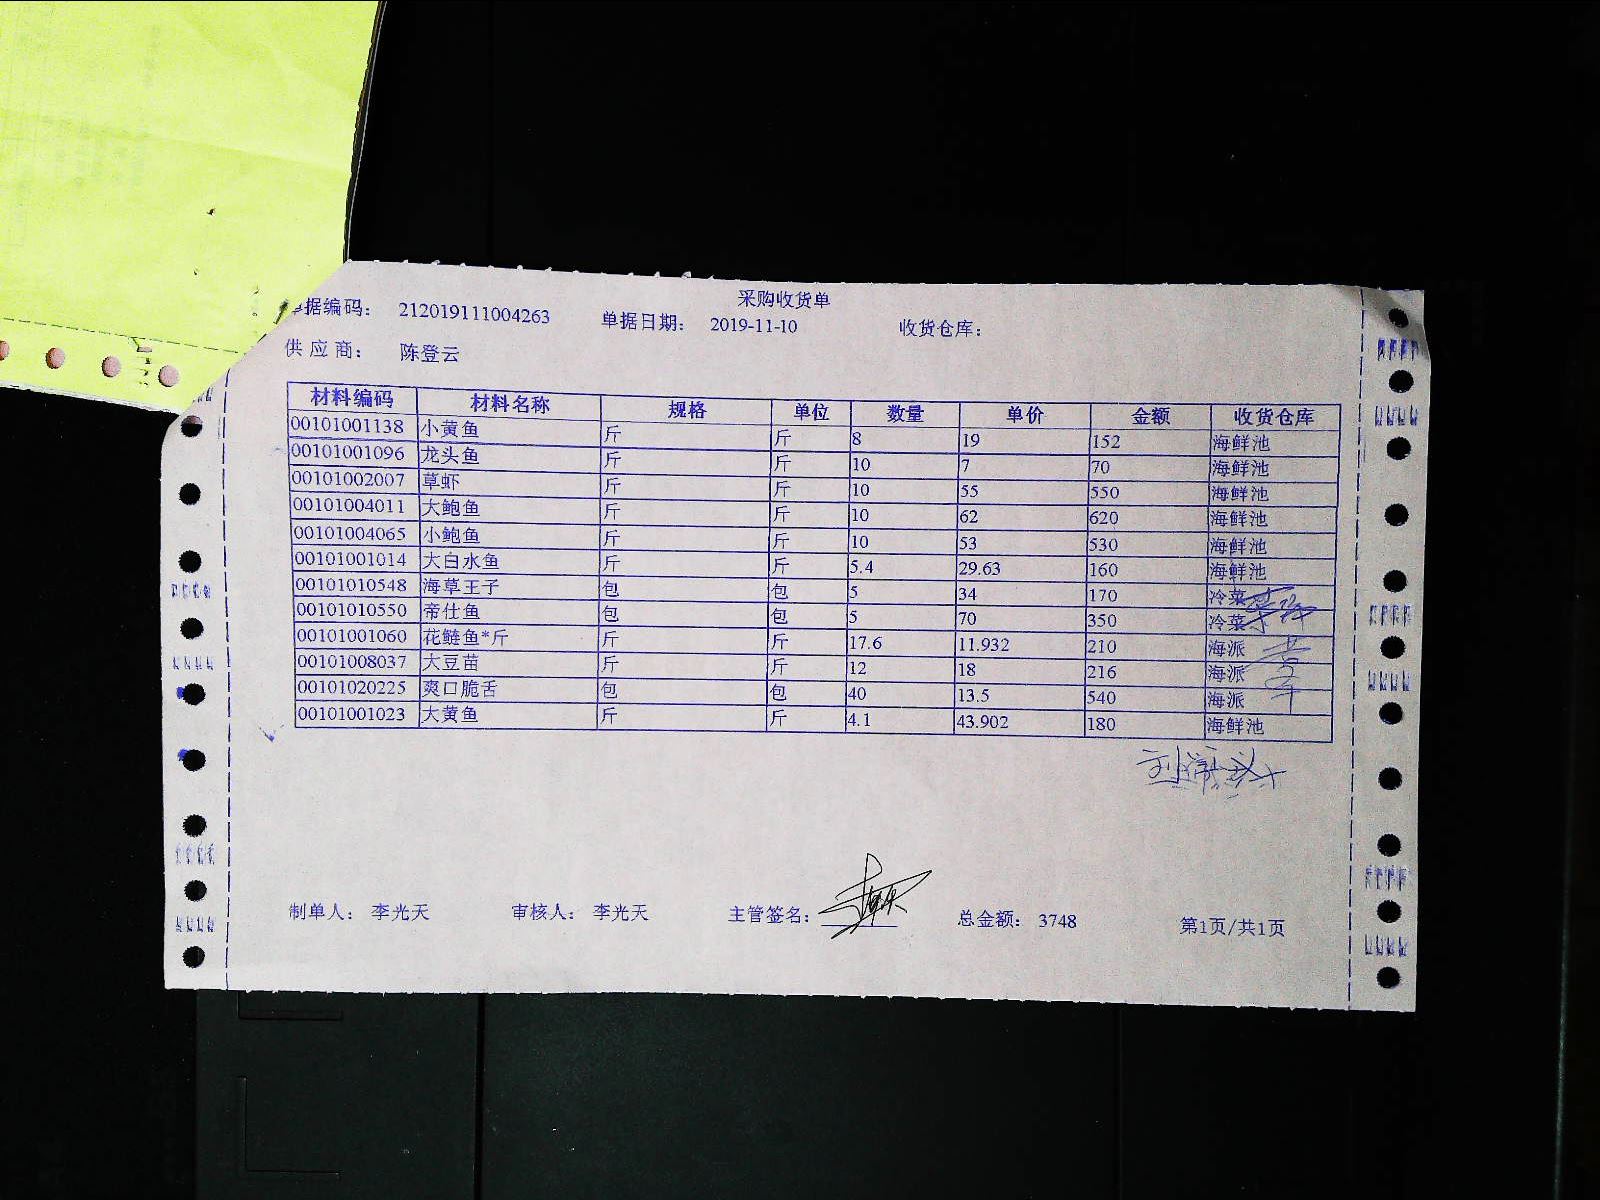 采购收货单
单据编码： 212019111004263 单据日期： 2019-11-10 收货仓库：
供应商： 陈登云
材料编码 材料名称 规格 单位 数量 单价 金额 收货仓库
00101001138 小黄鱼 斤 斤 8 19 152 海鲜池
00101001096 龙头鱼 斤 斤 10 7 70 海鲜池
00101002007 草虾 斤 斤 10 55 550 海鲜池
00101004011 大鲍鱼 斤 斤 10 62 620 海鲜池
00101004065 小鲍鱼 斤 斤 10 53 530 海鲜池
00101001014 大白水鱼 斤 斤 5.4 29.63 160 海鲜池
00101010548 海草王子 包 包 5 34 170 冷菜
00101010550 帝仕鱼 包 包 5 70 350 冷菜
00101001060 花鲢鱼*斤 斤 斤 17.6 11.932 210 海派
00101008037 大豆苗 斤 斤 12 18 216 海派
00101020225 爽口脆舌 包 包 40 13.5 540 海派
00101001023 大黄鱼 斤 斤 4.1 43.902 180 海鲜池
制单人： 李光天 审核人： 李光天 主管签名： 总金额： 3748 第1页/共1页